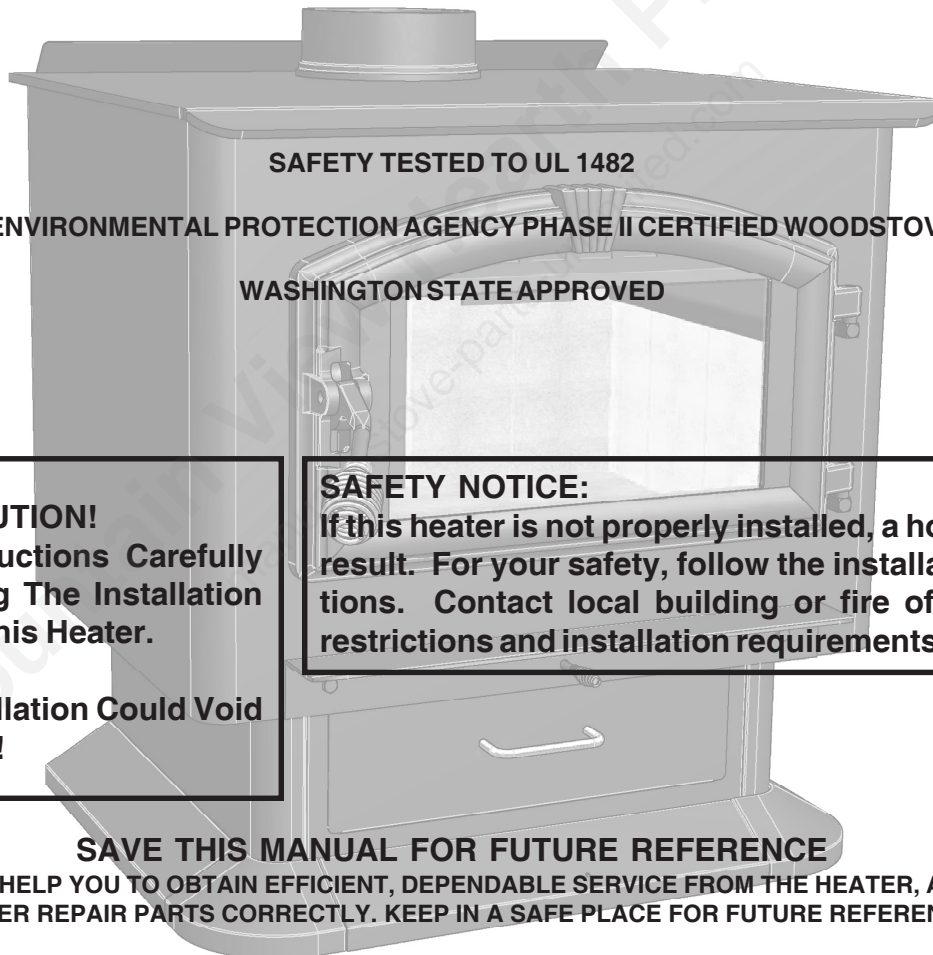 SAFETY TESTED TO UL 1482
ENVIRONMENTAL PROTECTION AGENCY PHASE II CERTIFIED WOODSTOV
WASHINGTON STATE APPROVED
UTION!
uctions Carefully
g The Installation
his Heater.
llation Could Void
!
SAFETY NOTICE:
If this heater is not properly installed, a ho
result. For your safety, follow the installa
tions. Contact local building or fire of
restrictions and installation requirements
SAVE THIS MANUAL FOR FUTURE REFERENCE
HELP YOU TO OBTAIN EFFICIENT, DEPENDABLE SERVICE FROM THE HEATER, A
ER REPAIR PARTS CORRECTLY. KEEP IN A SAFE PLACE FOR FUTURE REFEREN